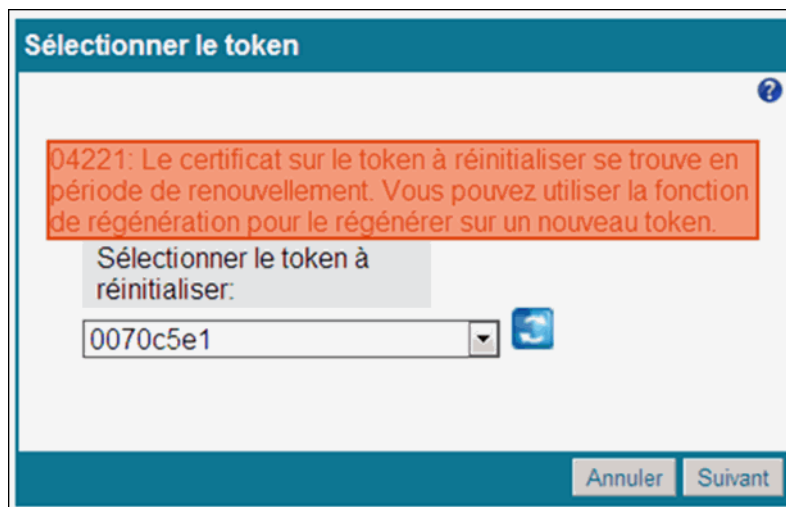 Sélectionner le token
?
04221: Le certificat sur le token à réinitialiser se trouve en
période de renouvellement. Vous pouvez utiliser la fonction
de régénération pour le régénérer sur un nouveau token.
Sélectionner le token à
réinitialiser:
0070c5e1
Annuler Suivant